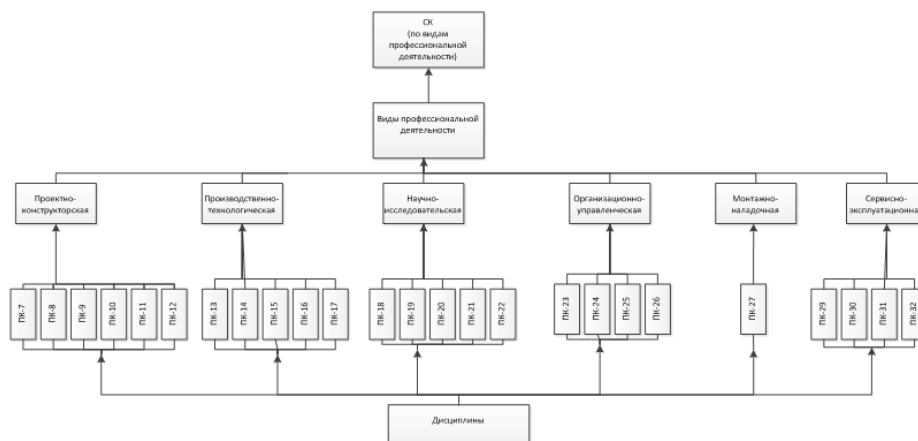 СК
(по видам
профессиональной
деятельности)
Виды профессиональной
деятельности
Проектно-
конструкторская
Производственно-
технологическая
Научно-
исследовательская
Организационно-
управленческая
Монтажно-
наладочная
Сервисно-
эксплуатационная
ПК-7
ПК-8
ПК-9
ПК-10
ПК-11
ПК-12
ПК-13
ПК-14
ПК-15
ПК-16
ПК-17
ПК-18
ПК-19
ПК-20
ПК-21
ПК-22
ПК-23
ПК-24
ПК-25
ПК-26
ПК-27
ПК-29
ПК-30
ПК-31
ПК-32
Дисциплины